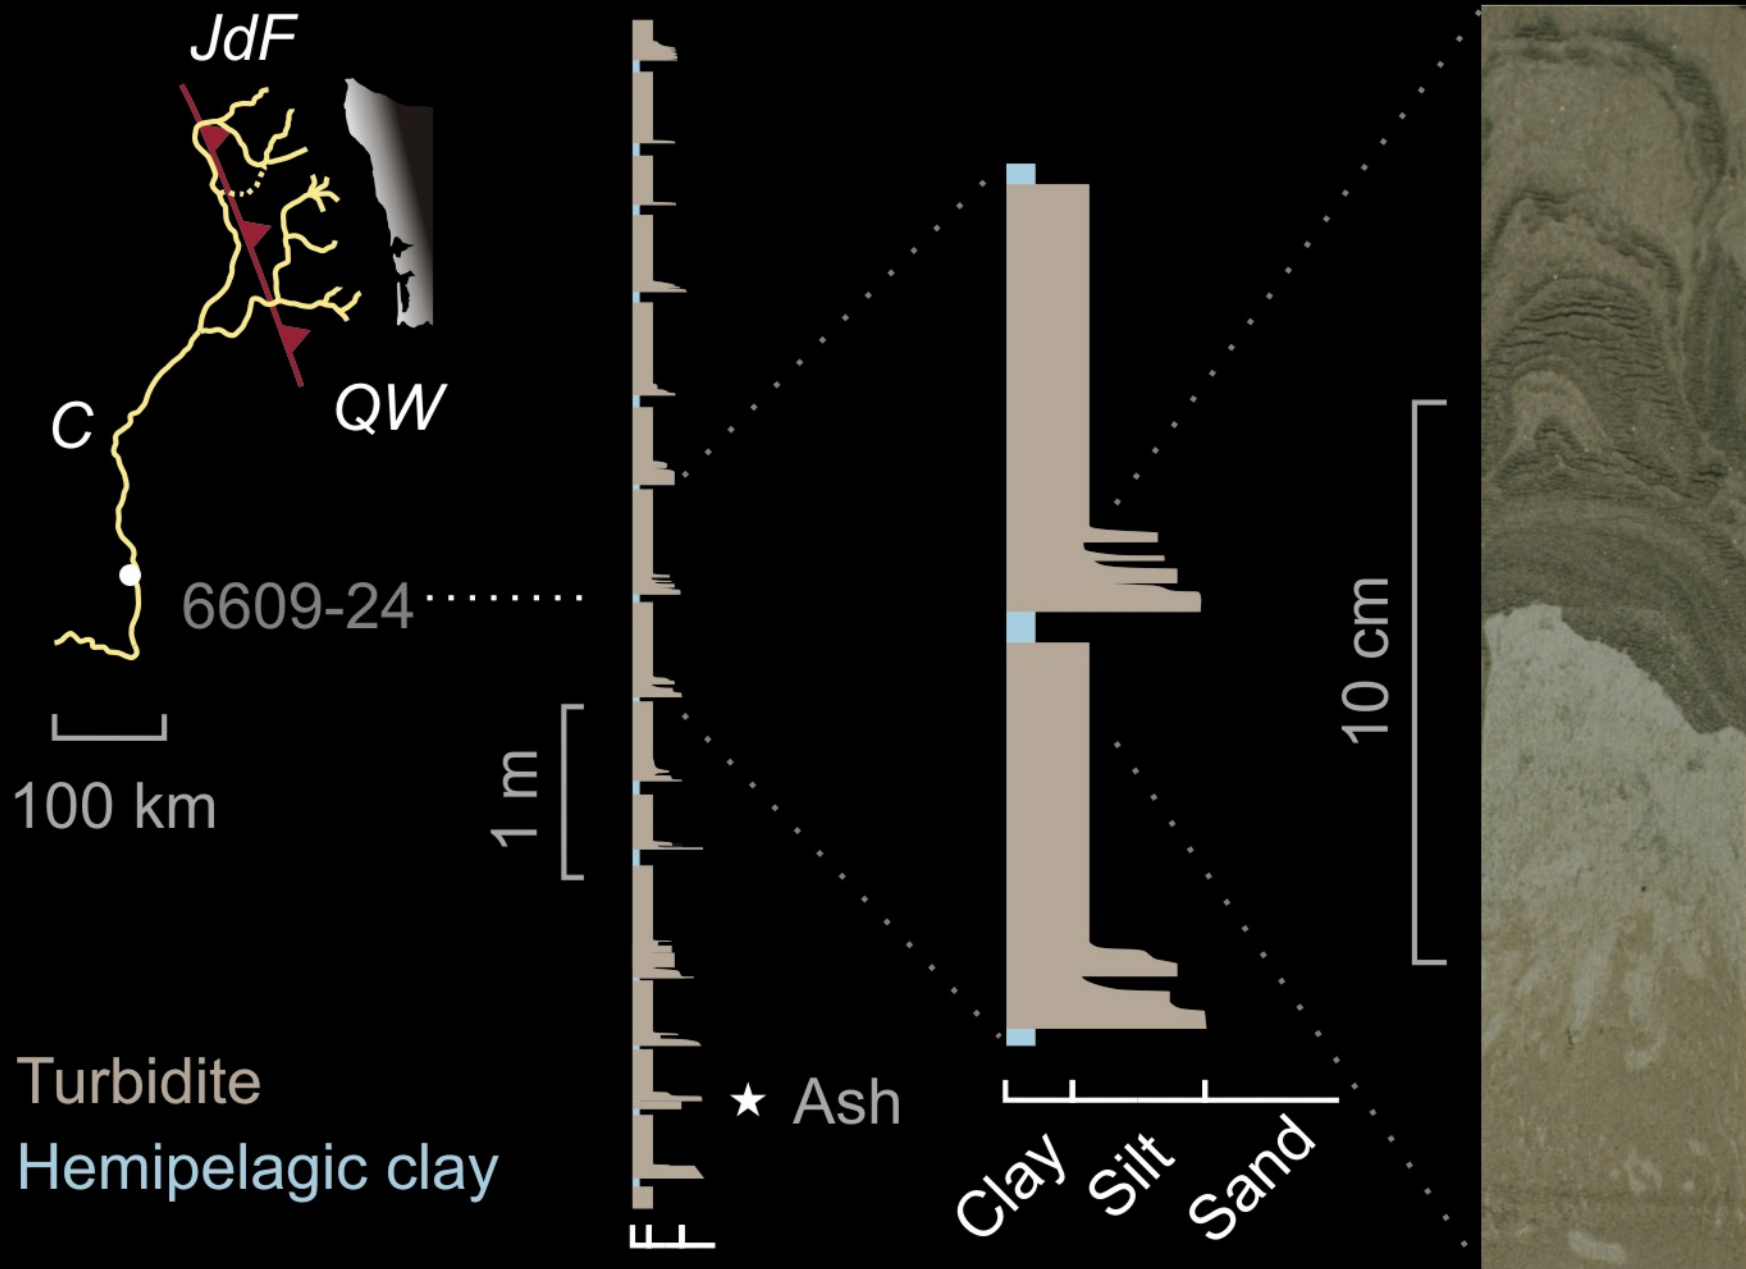 JdF
QW
C
6609-24
100 km
1 m
10 cm
Turbidite
Hemipelagic clay
Ash
Clay
Silt
Sand